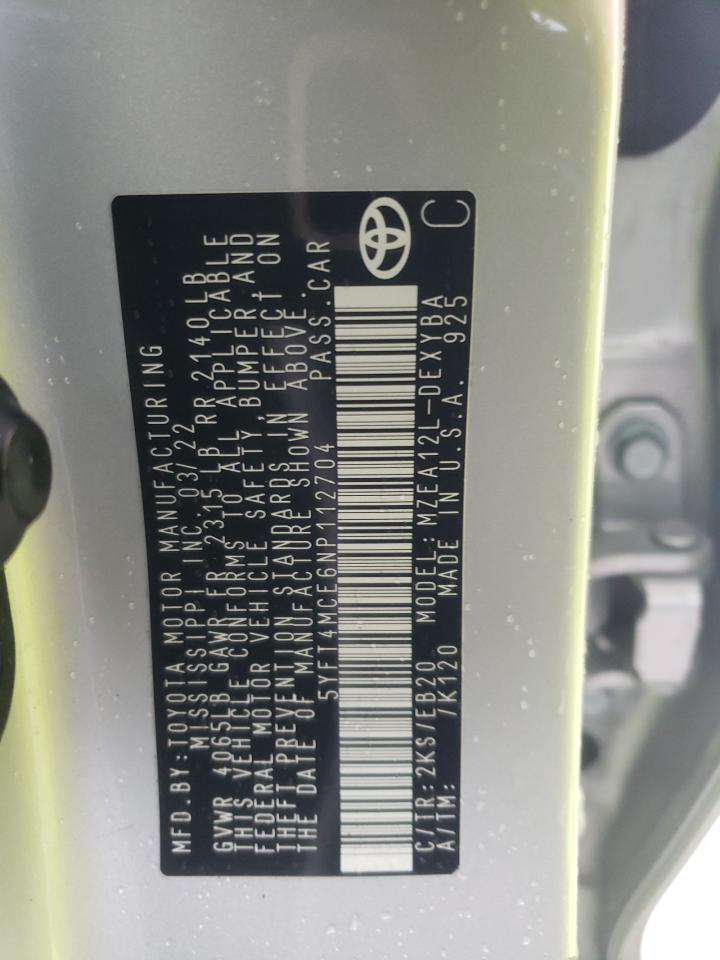 MFD.BY:TOYOTA MOTOR MANUFACTURING
MISSISSIPPI INC. 03/22
GVWR 4065LB GAWR FR 2315 LB RR 2140LB
THIS VEHICLE CONFORMS TO ALL APPLICABLE
FEDERAL MOTOR VEHICLE SAFETY, BUMPER, AND
THEFT PREVENTION STANDARDS IN EFFECT ON
THE DATE OF MANUFACTURE SHOWN ABOVE.
5YFT4MCE6NP112704 PASS.CAR
C/TR:2KS/EB20 MODEL:MZEA12L-DEXYBA
A/TM: /K120 MADE IN U.S.A. 925
C